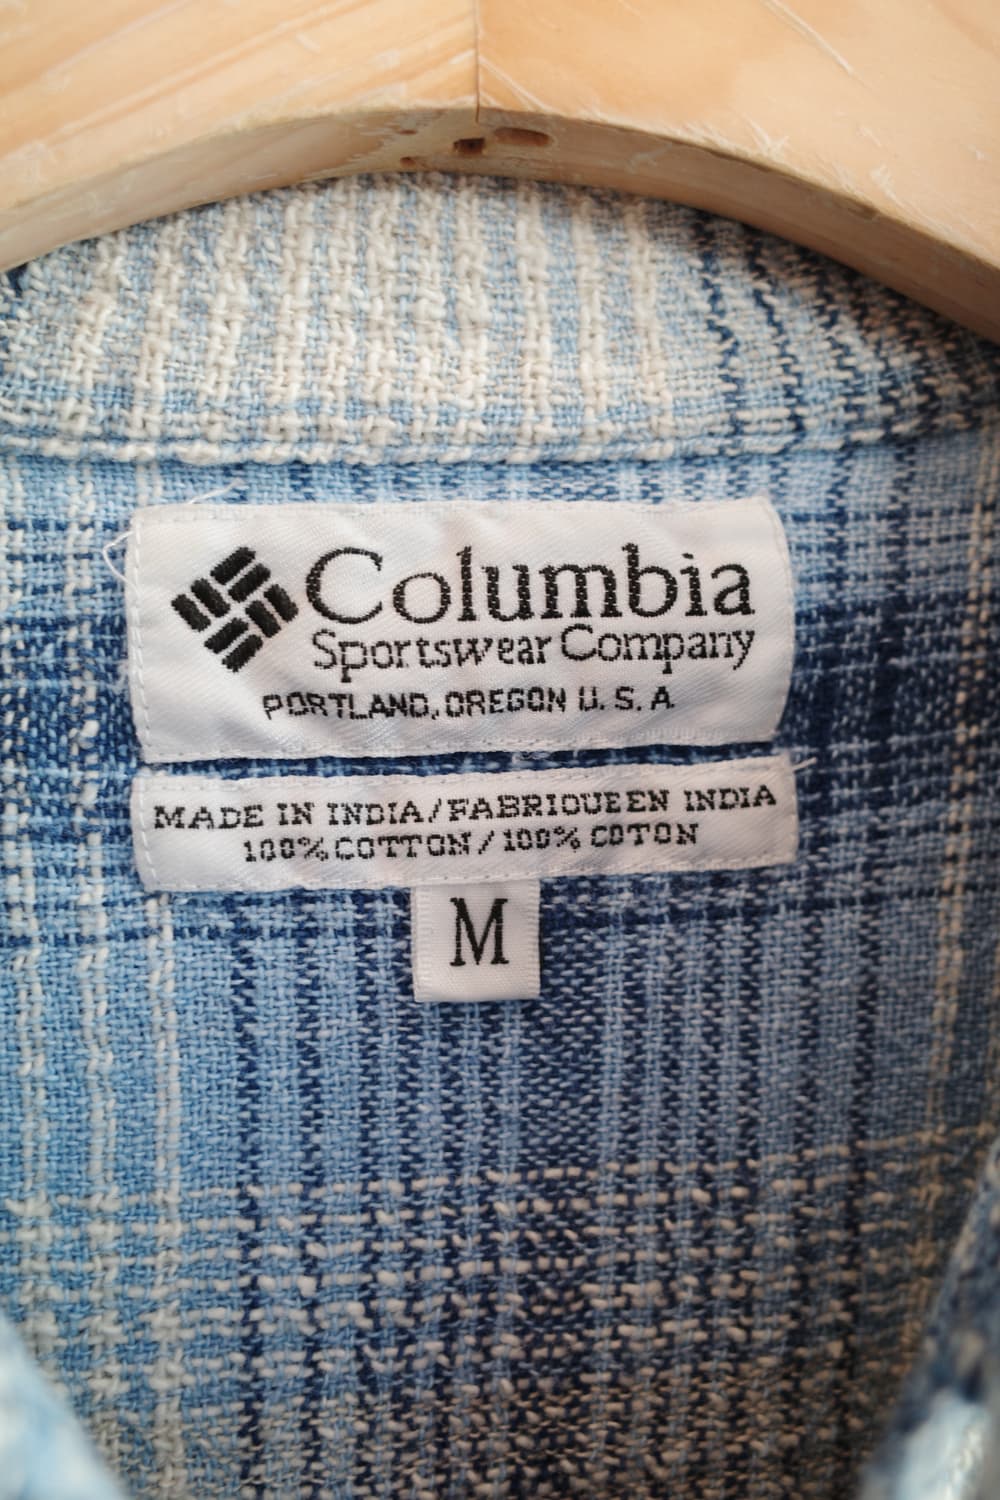 Columbia
Sportswear Company
PORTLAND, OREGON U.S.A
MADE IN INDIA/FABRIQUEEN INDIA
100% COTTON/100% COTON
M